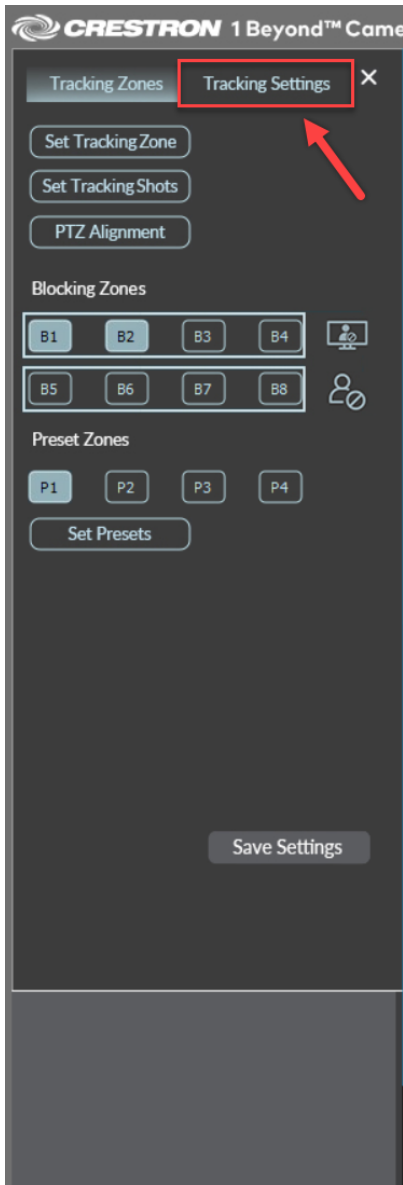 CRESTRON 1 Beyond™ Came
Tracking Zones Tracking Settings ×
Set Tracking Zone
Set Tracking Shots
PTZ Alignment
Blocking Zones
B1 B2 B3 B4
B5 B6 B7 B8
Preset Zones
P1 P2 P3 P4
Set Presets
Save Settings